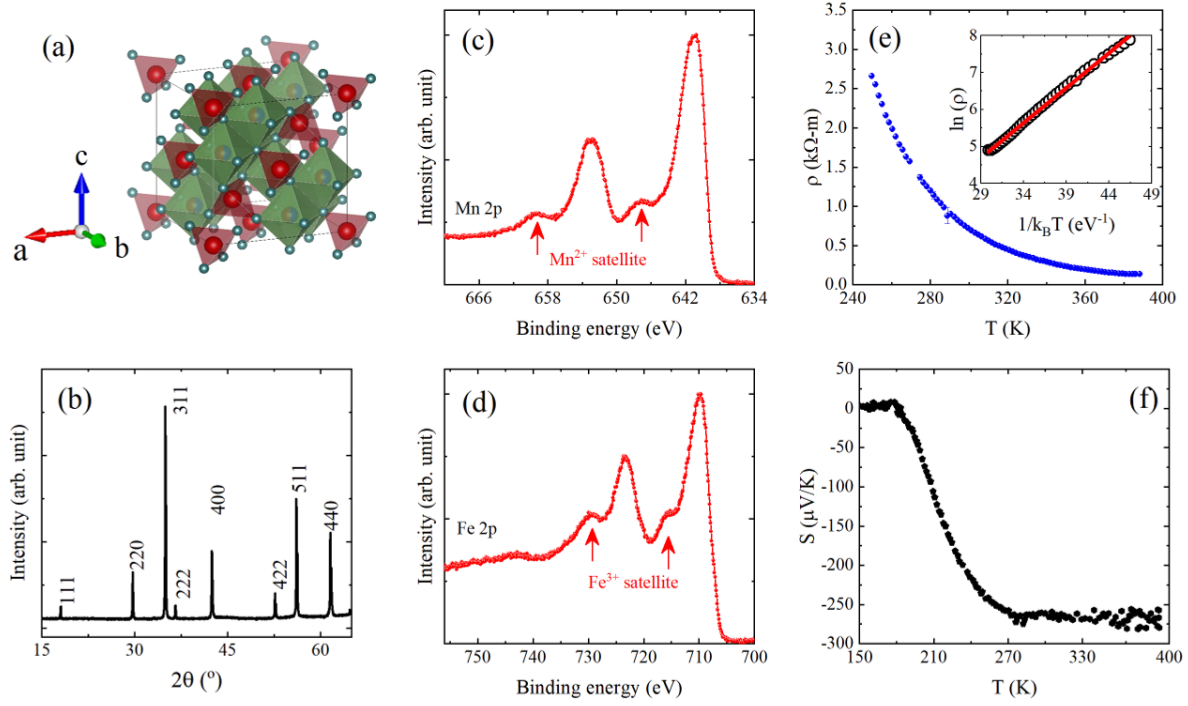 (a)
c
a
b
(b)
Intensity (arb. unit)
111
220
311
222
400
422
511
440
15
30
45
60
2θ (º)
(c)
Intensity (arb. unit)
Mn 2p
Mn²⁺ satellite
666
658
651
642
634
Binding energy (eV)
(d)
Intensity (arb. unit)
Fe 2p
Fe³⁺ satellite
750
740
729
719
710
700
Binding energy (eV)
(e)
ρ (kΩ-m)
3.5
3.0
2.5
2.0
1.5
1.0
0.5
0.0
240
280
320
360
400
T (K)
ln (ρ)
8
7
6
5
4
29
34
39
44
49
1/k_BT (eV⁻¹)
(f)
S (μV/K)
50
0
-50
-100
-150
-200
-250
-300
150
210
270
330
400
T (K)